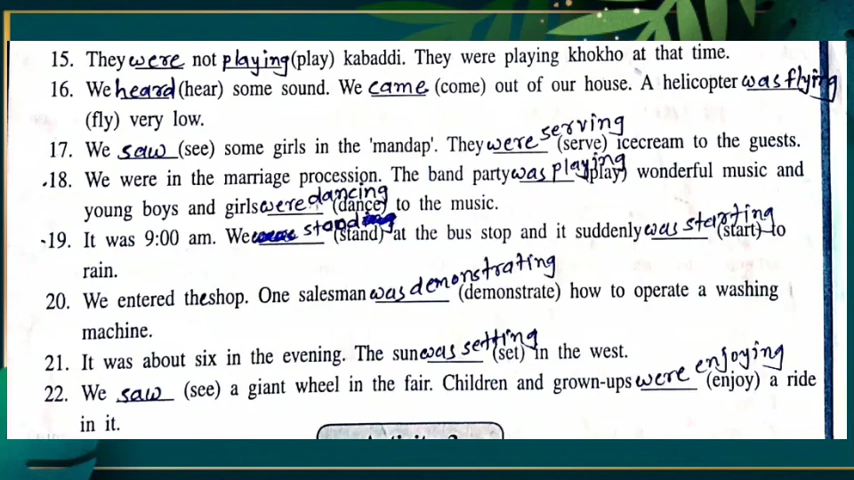 15. They were not playing (play) kabaddi. They were playing khokho at that time.
16. We heard (hear) some sound. We came (come) out of our house. A helicopter was flying
(fly) very low.
17. We saw (see) some girls in the 'mandap'. They were serving (serve) icecream to the guests.
18. We were in the marriage procession. The band party was playing (play) wonderful music and
young boys and girls were dancing (dance) to the music.
19. It was 9:00 am. We stand (stand) at the bus stop and it suddenly was starting (start) to
rain.
20. We entered the shop. One salesman was demonstrating (demonstrate) how to operate a washing
machine.
21. It was about six in the evening. The sun was setting (set) in the west.
22. We saw (see) a giant wheel in the fair. Children and grown-ups were enjoying (enjoy) a ride
in it.